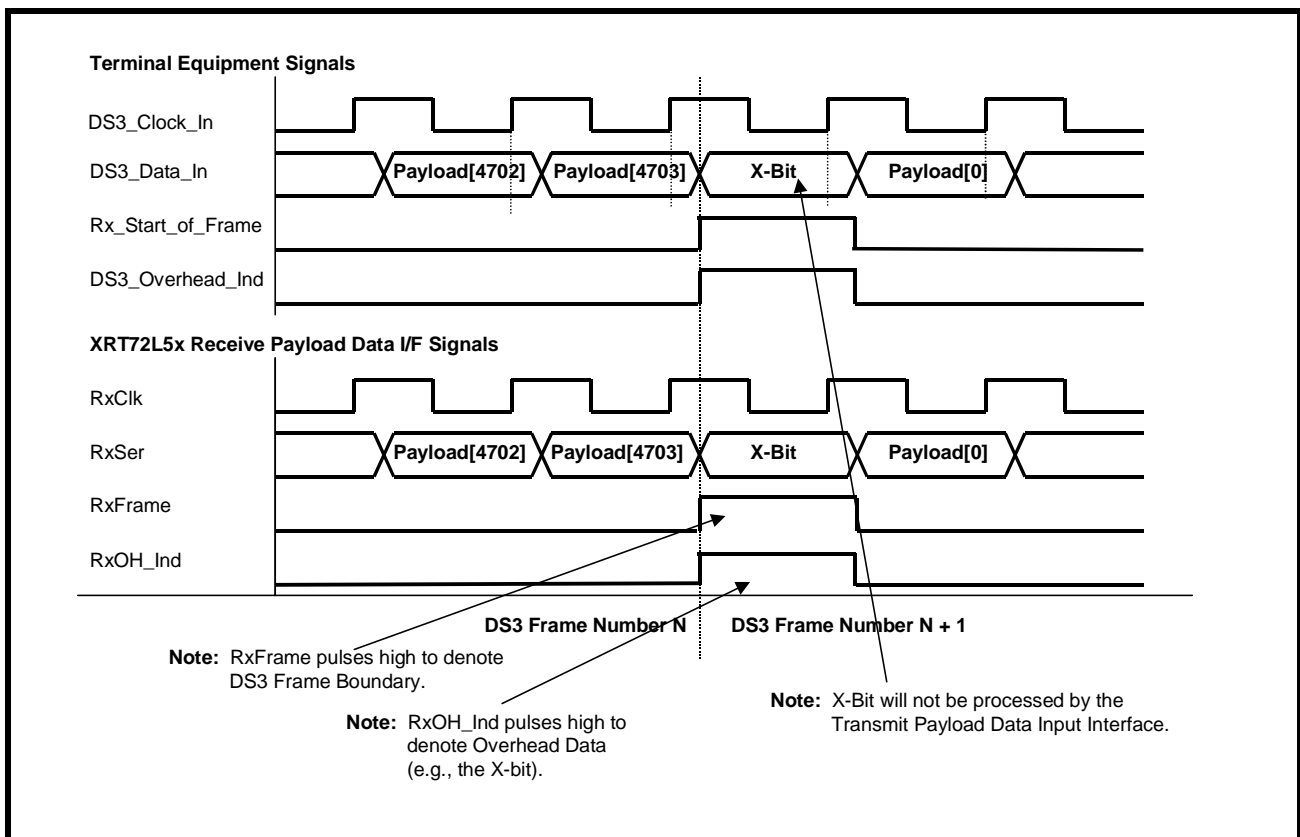 Terminal Equipment Signals
DS3_Clock_In
DS3_Data_In
Payload[4702] Payload[4703] X-Bit Payload[0]
Rx_Start_of_Frame
DS3_Overhead_Ind
XRT72L5x Receive Payload Data I/F Signals
RxClk
RxSer
Payload[4702] Payload[4703] X-Bit Payload[0]
RxFrame
RxOH_Ind
DS3 Frame Number N DS3 Frame Number N + 1
Note: RxFrame pulses high to denote
DS3 Frame Boundary.
Note: RxOH_Ind pulses high to
denote Overhead Data
(e.g., the X-bit).
Note: X-Bit will not be processed by the
Transmit Payload Data Input Interface.